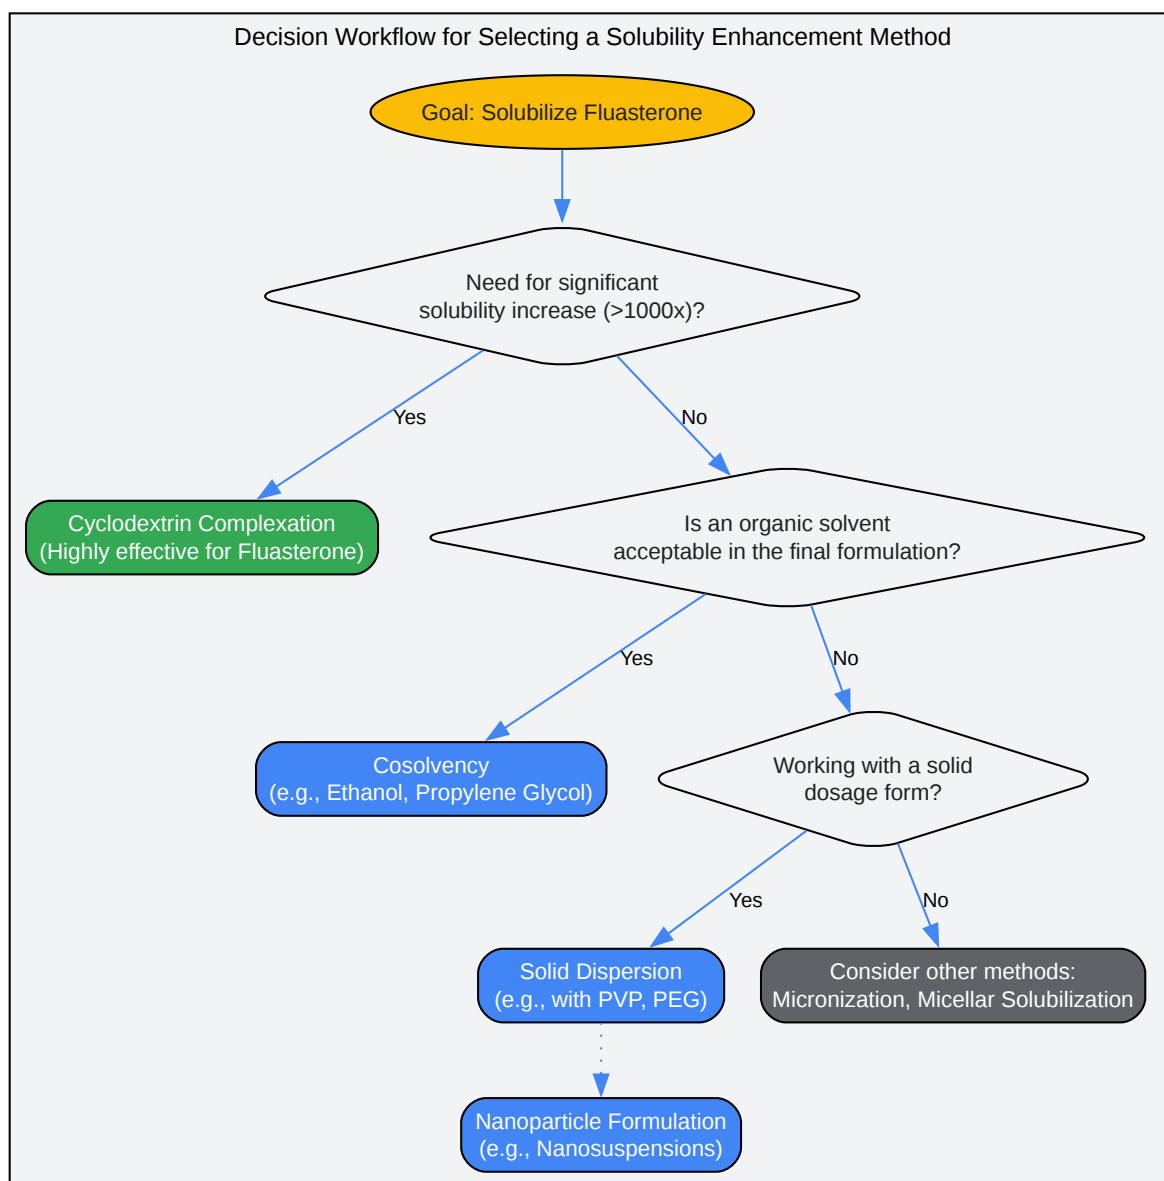 Decision Workflow for Selecting a Solubility Enhancement Method
Goal: Solubilize Fluasterone
Need for significant
solubility increase (>1000x)?
Yes
No
Cyclodextrin Complexation
(Highly effective for Fluasterone)
Is an organic solvent
acceptable in the final formulation?
Yes
No
Cosolvency
(e.g., Ethanol, Propylene Glycol)
Working with a solid
dosage form?
Yes
No
Solid Dispersion
(e.g., with PVP, PEG)
Consider other methods:
Micronization, Micellar Solubilization
Nanoparticle Formulation
(e.g., Nanosuspensions)